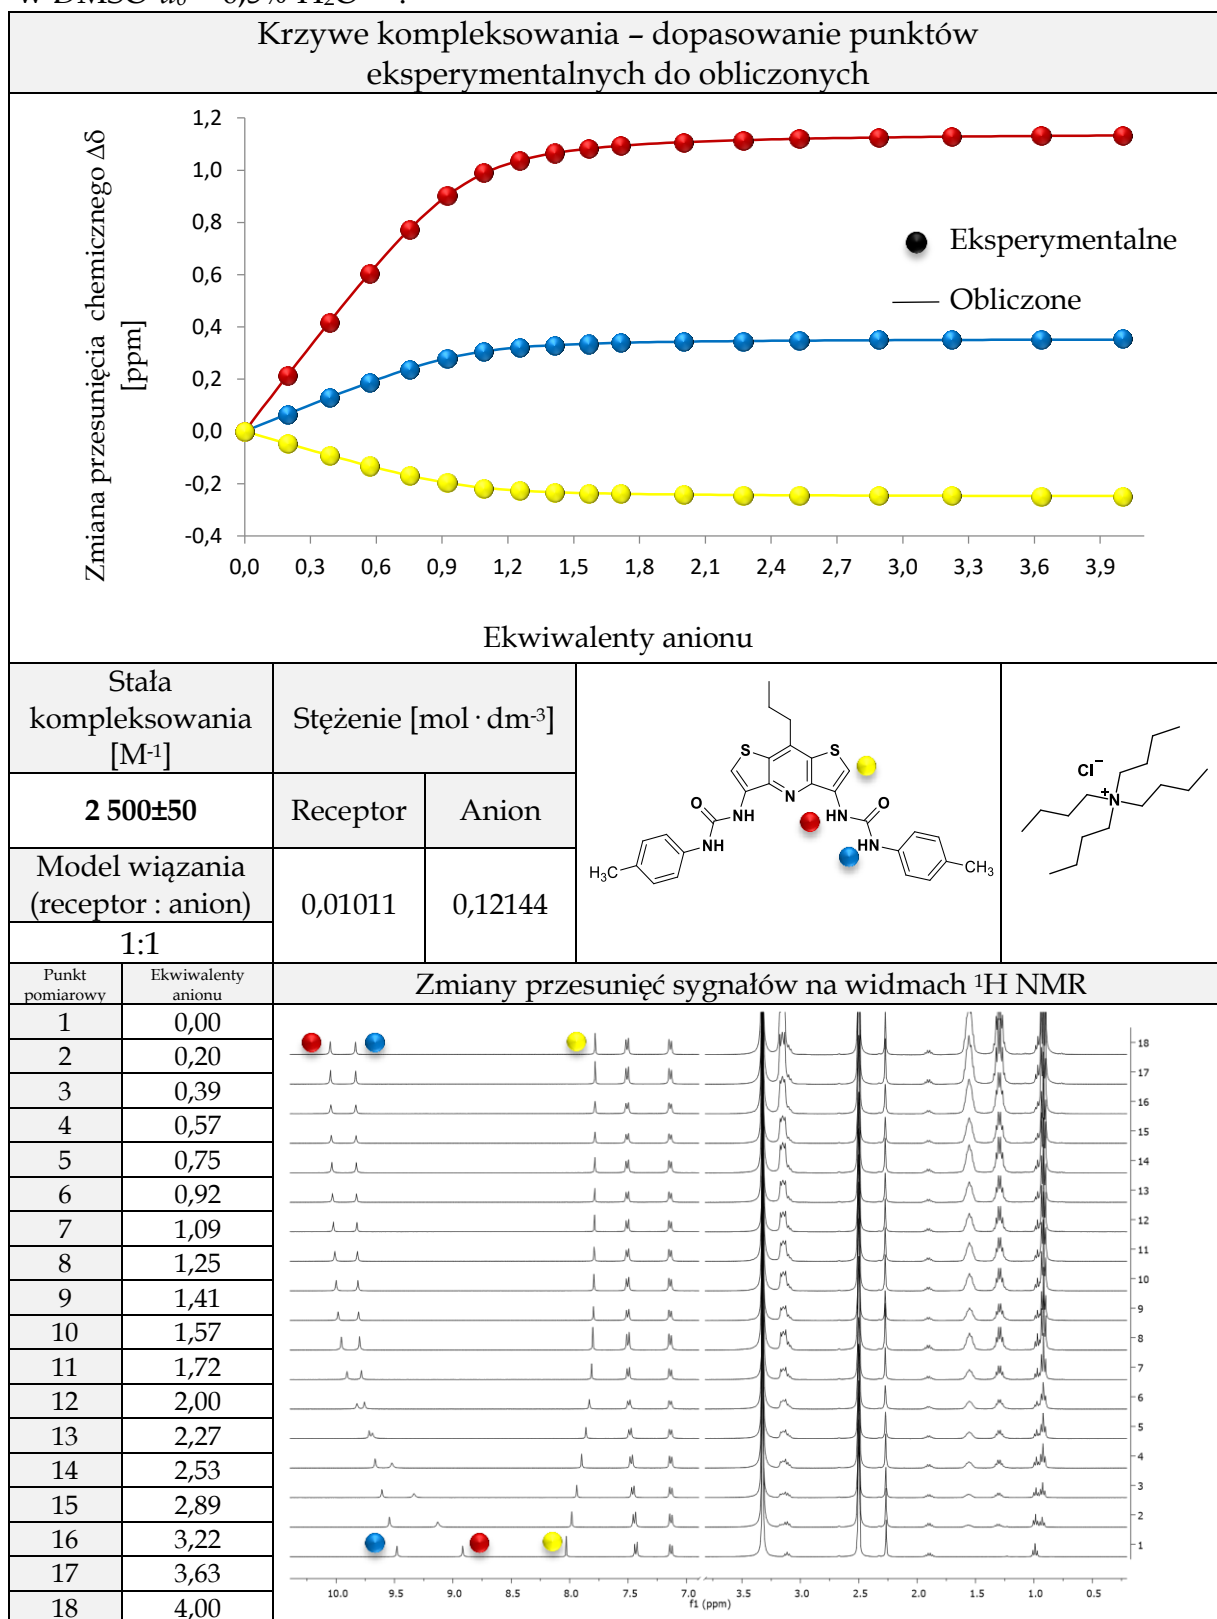 w DMSO-d6 + 0,5% H2O
Krzywe kompleksowania – dopasowanie punktów
eksperymentalnych do obliczonych
Zmiana przesunięcia chemicznego Δδ
[ppm]
1,2
1,0
0,8
0,6
0,4
0,2
0,0
-0,2
-0,4
0,0 0,3 0,6 0,9 1,2 1,5 1,8 2,1 2,4 2,7 3,0 3,3 3,6 3,9
Eksperymentalne
Obliczone
Ekwiwalenty anionu
Stała
kompleksowania
[M-1]
Stężenie [mol · dm-3]
2 500±50
Receptor
Anion
Model wiązania
(receptor : anion)
0,01011
0,12144
1:1
S S
N
O NH HN O
NH HN
H3C CH3
Cl−
N+
Punkt
pomiarowy
Ekwiwalenty
anionu
Zmiany przesunięć sygnałów na widmach 1H NMR
1 0,00
2 0,20
3 0,39
4 0,57
5 0,75
6 0,92
7 1,09
8 1,25
9 1,41
10 1,57
11 1,72
12 2,00
13 2,27
14 2,53
15 2,89
16 3,22
17 3,63
18 4,00
18
17
16
15
14
13
12
11
10
9
8
7
6
5
4
3
2
1
10.0 9.5 9.0 8.5 8.0 7.5 7.0 3.5 3.0 2.5 2.0 1.5 1.0 0.5
f1 (ppm)